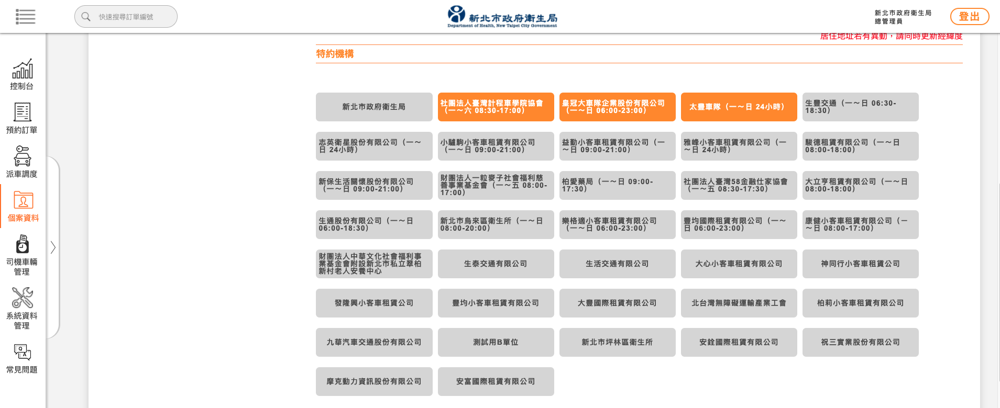 快速搜尋訂單編號
新北市政府衛生局
Department of Health, New Taipei City Government
新北市政府衛生局
總管理員
登出
控制台
預約訂單
派車調度
個案資料
司機車輛
管理
系統資料
管理
常見問題
居住地址若有異動，請同時更新經緯度
特約機構
新北市政府衛生局
社團法人臺灣計程車學院協會
（一～六 08:30-17:00）
皇冠大車隊企業股份有限公司
（一～日 06:00-23:00）
太豐車隊（一～日 24小時）
生豐交通（一～日 06:30-
18:30）
志英衛星股份有限公司（一～
日 24小時）
小驢駒小客車租賃有限公司
（一～日 09:00-21:00）
益勤小客車租賃有限公司（一
～日 09:00-21:00）
雅峰小客車租賃有限公司（一
～日 24小時）
駿德租賃有限公司（一～日
08:00-18:00）
新保生活關懷股份有限公司
（一～日 09:00-21:00）
財團法人一粒麥子社會福利慈
善事業基金會（一～五 08:00-
17:00）
柏愛藥局（一～日 09:00-
17:30）
社團法人臺灣58金融仕家協會
（一～五 08:30-17:30）
大立亨租賃有限公司（一～日
08:00-18:00）
生通股份有限公司（一～日
06:00-18:30）
新北市烏來區衛生所（一～日
08:00-20:00）
樂格適小客車租賃有限公司
（一～日 06:00-23:00）
豐均國際租賃有限公司（一～
日 06:00-23:00）
康健小客車租賃有限公司（一
～日 08:00-17:00）
財團法人中華文化社會福利事
業基金會附設新北市私立翠柏
新村老人安養中心
生泰交通有限公司
生活交通有限公司
大心小客車租賃有限公司
神同行小客車租賃公司
發隆興小客車租賃公司
豐均小客車租賃有限公司
大豐國際租賃有限公司
北台灣無障礙運輸產業工會
柏莉小客車租賃有限公司
九華汽車交通股份有限公司
測試用B單位
新北市坪林區衛生所
安銓國際租賃有限公司
祝三實業股份有限公司
摩克動力資訊股份有限公司
安富國際租賃有限公司